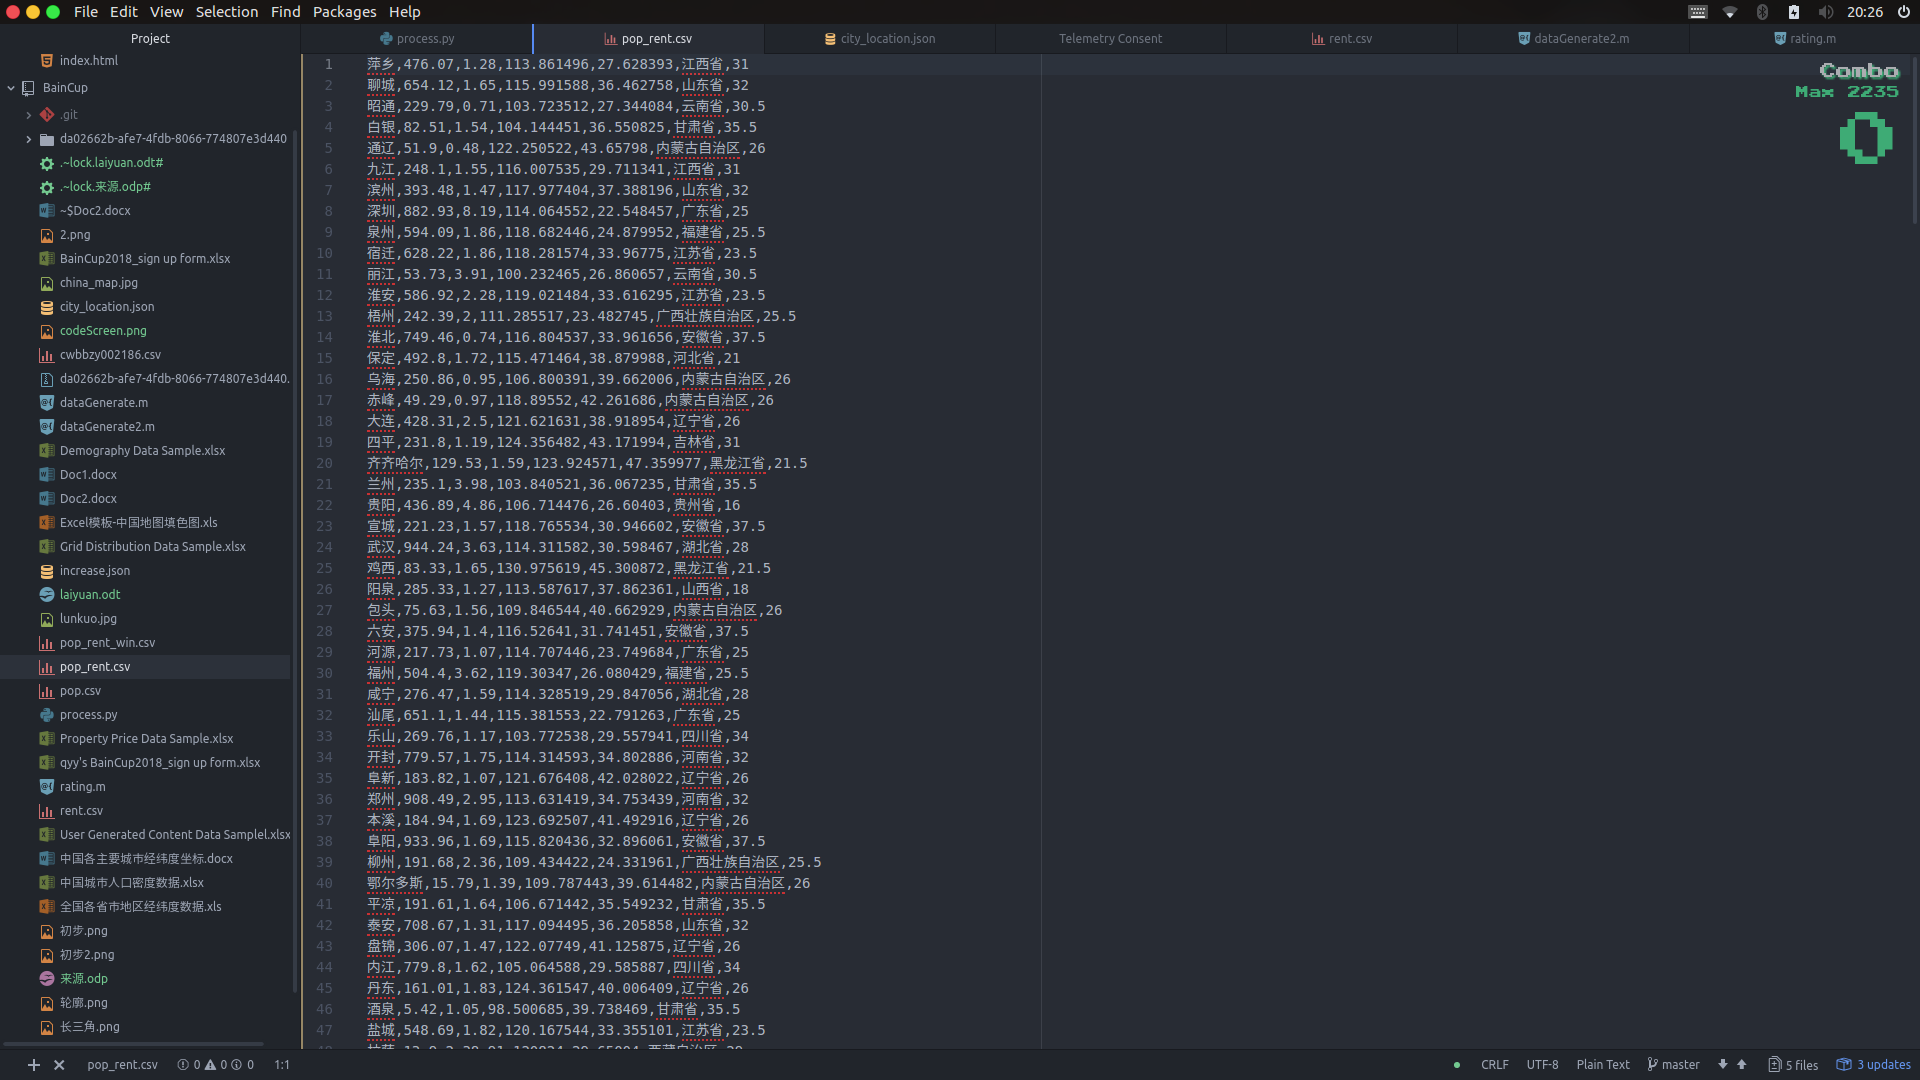 File Edit View Selection Find Packages Help
20:26
Project
process.py
pop_rent.csv
city_location.json
Telemetry Consent
rent.csv
dataGenerate2.m
rating.m
index.html
BainCup
.git
da02662b-afe7-4fdb-8066-774807e3d440
.~lock.laiyuan.odt#
.~lock.来源.odp#
~$Doc2.docx
2.png
BainCup2018_sign up form.xlsx
china_map.jpg
city_location.json
codeScreen.png
cwbbzy002186.csv
da02662b-afe7-4fdb-8066-774807e3d440.
dataGenerate.m
dataGenerate2.m
Demography Data Sample.xlsx
Doc1.docx
Doc2.docx
Excel模板-中国地图填色图.xls
Grid Distribution Data Sample.xlsx
increase.json
laiyuan.odt
lunkuo.jpg
pop_rent_win.csv
pop_rent.csv
pop.csv
process.py
Property Price Data Sample.xlsx
qyy's BainCup2018_sign up form.xlsx
rating.m
rent.csv
User Generated Content Data Samplel.xlsx
中国各主要城市经纬度坐标.docx
中国城市人口密度数据.xlsx
全国各省市地区经纬度数据.xls
初步.png
初步2.png
来源.odp
轮廓.png
长三角.png
1 萍乡,476.07,1.28,113.861496,27.628393,江西省,31
2 聊城,654.12,1.65,115.991588,36.462758,山东省,32
3 昭通,229.79,0.71,103.723512,27.344084,云南省,30.5
4 白银,82.51,1.54,104.144451,36.550825,甘肃省,35.5
5 通辽,51.9,0.48,122.250522,43.65798,内蒙古自治区,26
6 九江,248.1,1.55,116.007535,29.711341,江西省,31
7 滨州,393.48,1.47,117.977404,37.388196,山东省,32
8 深圳,882.93,8.19,114.064552,22.548457,广东省,25
9 泉州,594.09,1.86,118.682446,24.879952,福建省,25.5
10 宿迁,628.22,1.86,118.281574,33.96775,江苏省,23.5
11 丽江,53.73,3.91,100.232465,26.860657,云南省,30.5
12 淮安,586.92,2.28,119.021484,33.616295,江苏省,23.5
13 梧州,242.39,2,111.285517,23.482745,广西壮族自治区,25.5
14 淮北,749.46,0.74,116.804537,33.961656,安徽省,37.5
15 保定,492.8,1.72,115.471464,38.879988,河北省,21
16 乌海,250.86,0.95,106.800391,39.662006,内蒙古自治区,26
17 赤峰,49.29,0.97,118.89552,42.261686,内蒙古自治区,26
18 大连,428.31,2.5,121.621631,38.918954,辽宁省,26
19 四平,231.8,1.19,124.356482,43.171994,吉林省,31
20 齐齐哈尔,129.53,1.59,123.924571,47.359977,黑龙江省,21.5
21 兰州,235.1,3.98,103.840521,36.067235,甘肃省,35.5
22 贵阳,436.89,4.86,106.714476,26.60403,贵州省,16
23 宣城,221.23,1.57,118.765534,30.946602,安徽省,37.5
24 武汉,944.24,3.63,114.311582,30.598467,湖北省,28
25 鸡西,83.33,1.65,130.975619,45.300872,黑龙江省,21.5
26 阳泉,285.33,1.27,113.587617,37.862361,山西省,18
27 包头,75.63,1.56,109.846544,40.662929,内蒙古自治区,26
28 六安,375.94,1.4,116.52641,31.741451,安徽省,37.5
29 河源,217.73,1.07,114.707446,23.749684,广东省,25
30 福州,504.4,3.62,119.30347,26.080429,福建省,25.5
31 咸宁,276.47,1.59,114.328519,29.847056,湖北省,28
32 汕尾,651.1,1.44,115.381553,22.791263,广东省,25
33 乐山,269.76,1.17,103.772538,29.557941,四川省,34
34 开封,779.57,1.75,114.314593,34.802886,河南省,32
35 阜新,183.82,1.07,121.676408,42.028022,辽宁省,26
36 郑州,908.49,2.95,113.631419,34.753439,河南省,32
37 本溪,184.94,1.69,123.692507,41.492916,辽宁省,26
38 阜阳,933.96,1.69,115.820436,32.896061,安徽省,37.5
39 柳州,191.68,2.36,109.434422,24.331961,广西壮族自治区,25.5
40 鄂尔多斯,15.79,1.39,109.787443,39.614482,内蒙古自治区,26
41 平凉,191.61,1.64,106.671442,35.549232,甘肃省,35.5
42 泰安,708.67,1.31,117.094495,36.205858,山东省,32
43 盘锦,306.07,1.47,122.07749,41.125875,辽宁省,26
44 内江,779.8,1.62,105.064588,29.585887,四川省,34
45 丹东,161.01,1.83,124.361547,40.006409,辽宁省,26
46 酒泉,5.42,1.05,98.500685,39.738469,甘肃省,35.5
47 盐城,548.69,1.82,120.167544,33.355101,江苏省,23.5
Combo
Max 2235
0
pop_rent.csv 0 0 0 1:1
CRLF UTF-8 Plain Text master 5 files 3 updates